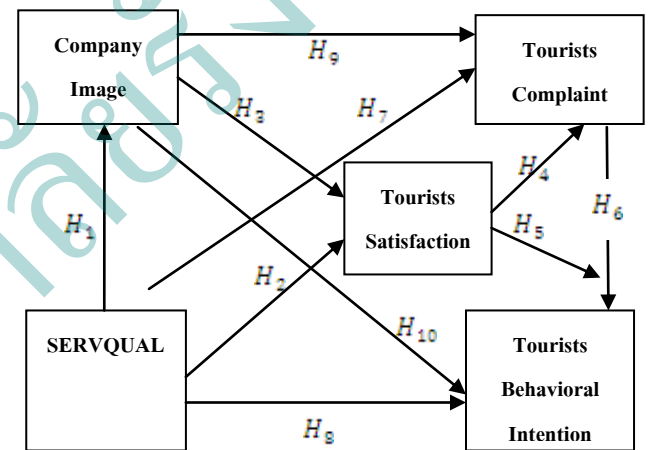 Company
Image
H₉
Tourists
Complaint
H₃
H₇
Tourists
Satisfaction
H₄
H₅
H₆
H₁
H₂
H₁₀
SERVQUAL
H₈
Tourists
Behavioral
Intention